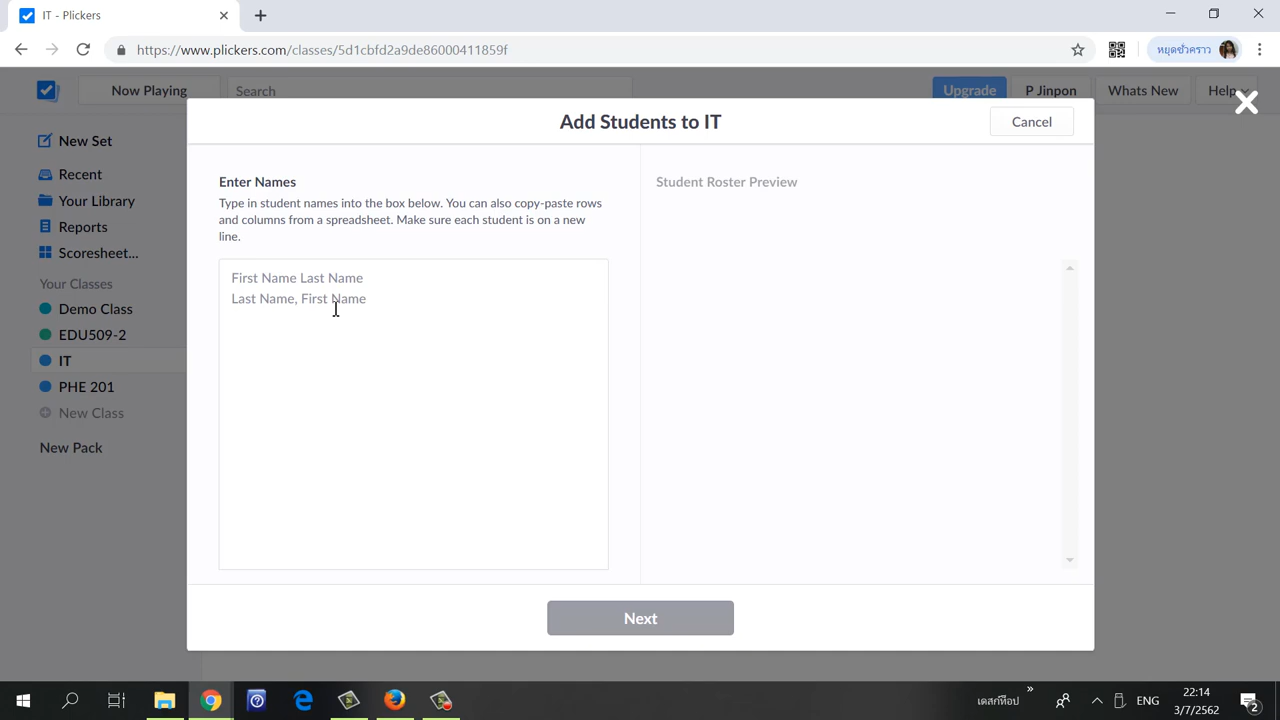 IT - Plickers
https://www.plickers.com/classes/5d1cbfd2a9de86000411859f
หยุดชั่วคราว
Now Playing
Search
Upgrade
P Jinpon
Whats New
Help
Add Students to IT
Cancel
New Set
Recent
Your Library
Reports
Scoresheet...
Your Classes
Demo Class
EDU509-2
IT
PHE 201
New Class
New Pack
Enter Names
Type in student names into the box below. You can also copy-paste rows
and columns from a spreadsheet. Make sure each student is on a new
line.
First Name Last Name
Last Name, First Name
Student Roster Preview
Next
เดสก์ท็อป
ENG
22:14
3/7/2562
2